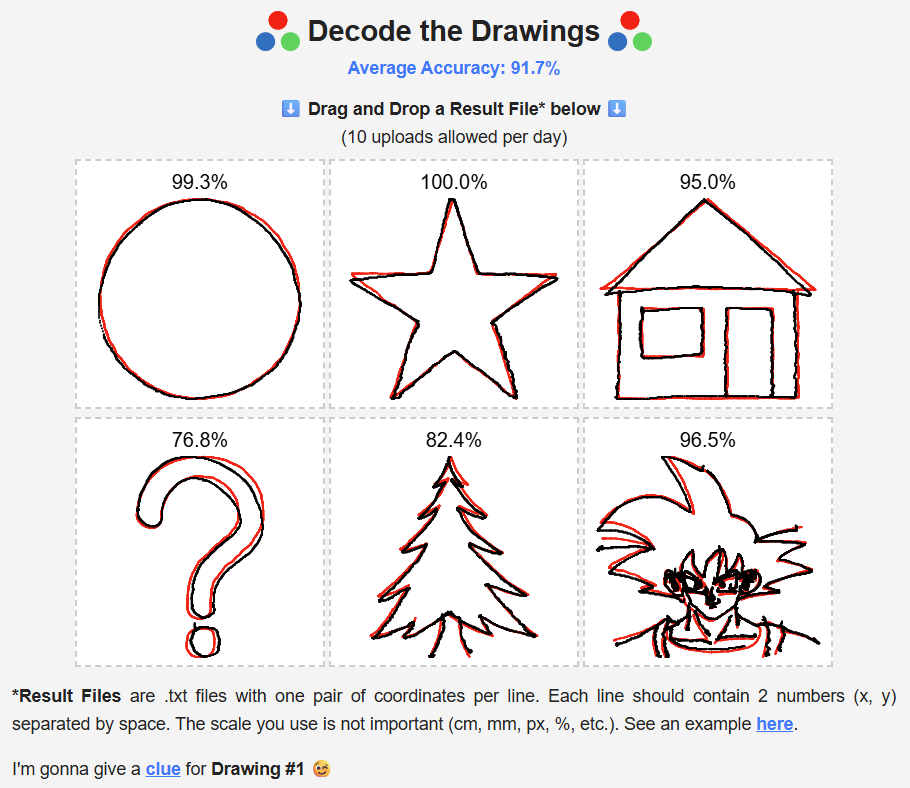 Decode the Drawings
Average Accuracy: 91.7%
⬇️ Drag and Drop a Result File* below ⬇️
(10 uploads allowed per day)
99.3% 100.0% 95.0%
76.8% 82.4% 96.5%
*Result Files are .txt files with one pair of coordinates per line. Each line should contain 2 numbers (x, y)
separated by space. The scale you use is not important (cm, mm, px, %, etc.). See an example here.
I'm gonna give a clue for Drawing #1 😉